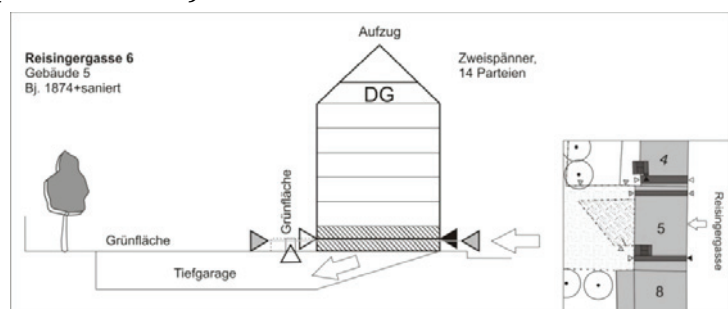 Aufzug
Reisingergasse 6
Gebäude 5
Bj. 1874+saniert
Zweispänner,
14 Parteien
DG
Grünfläche
Grünfläche
Tiefgarage
4
5
8
Reisingergasse